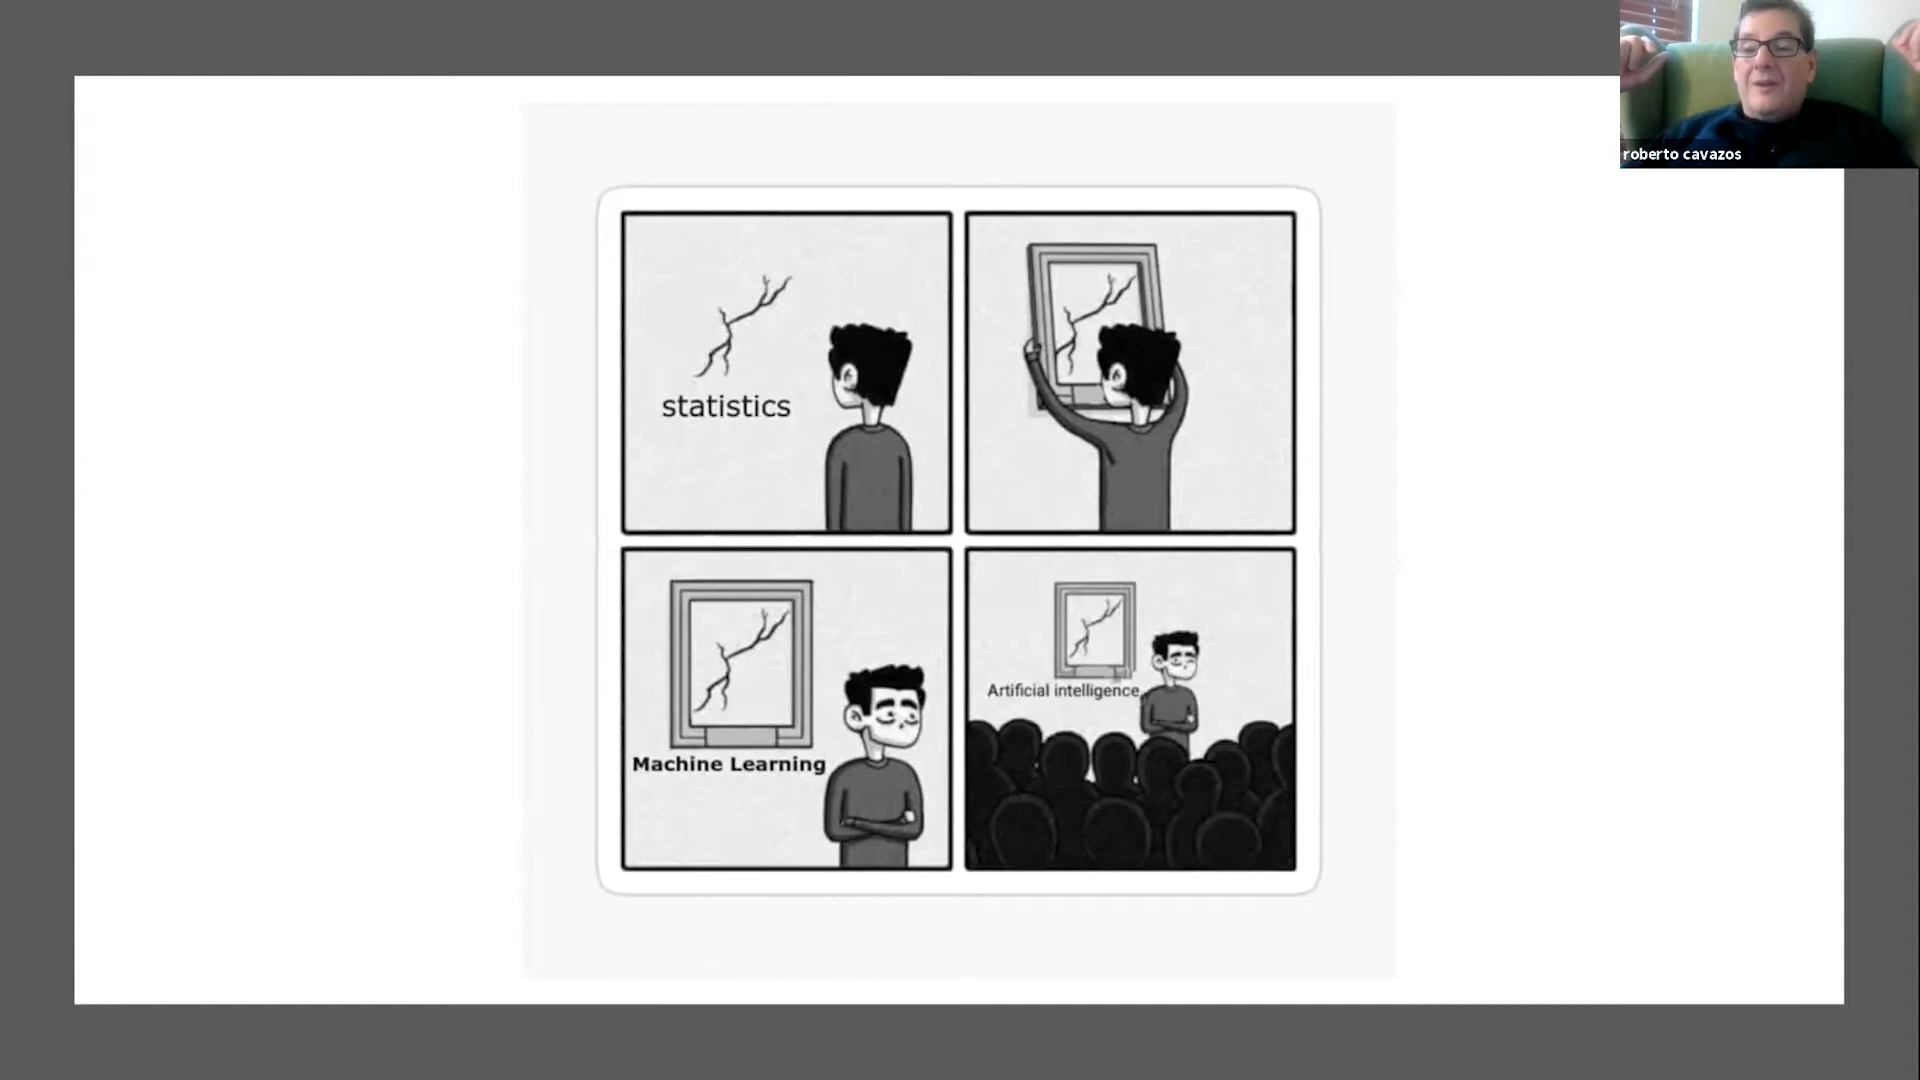 roberto cavazos
statistics
Machine Learning
Artificial intelligence